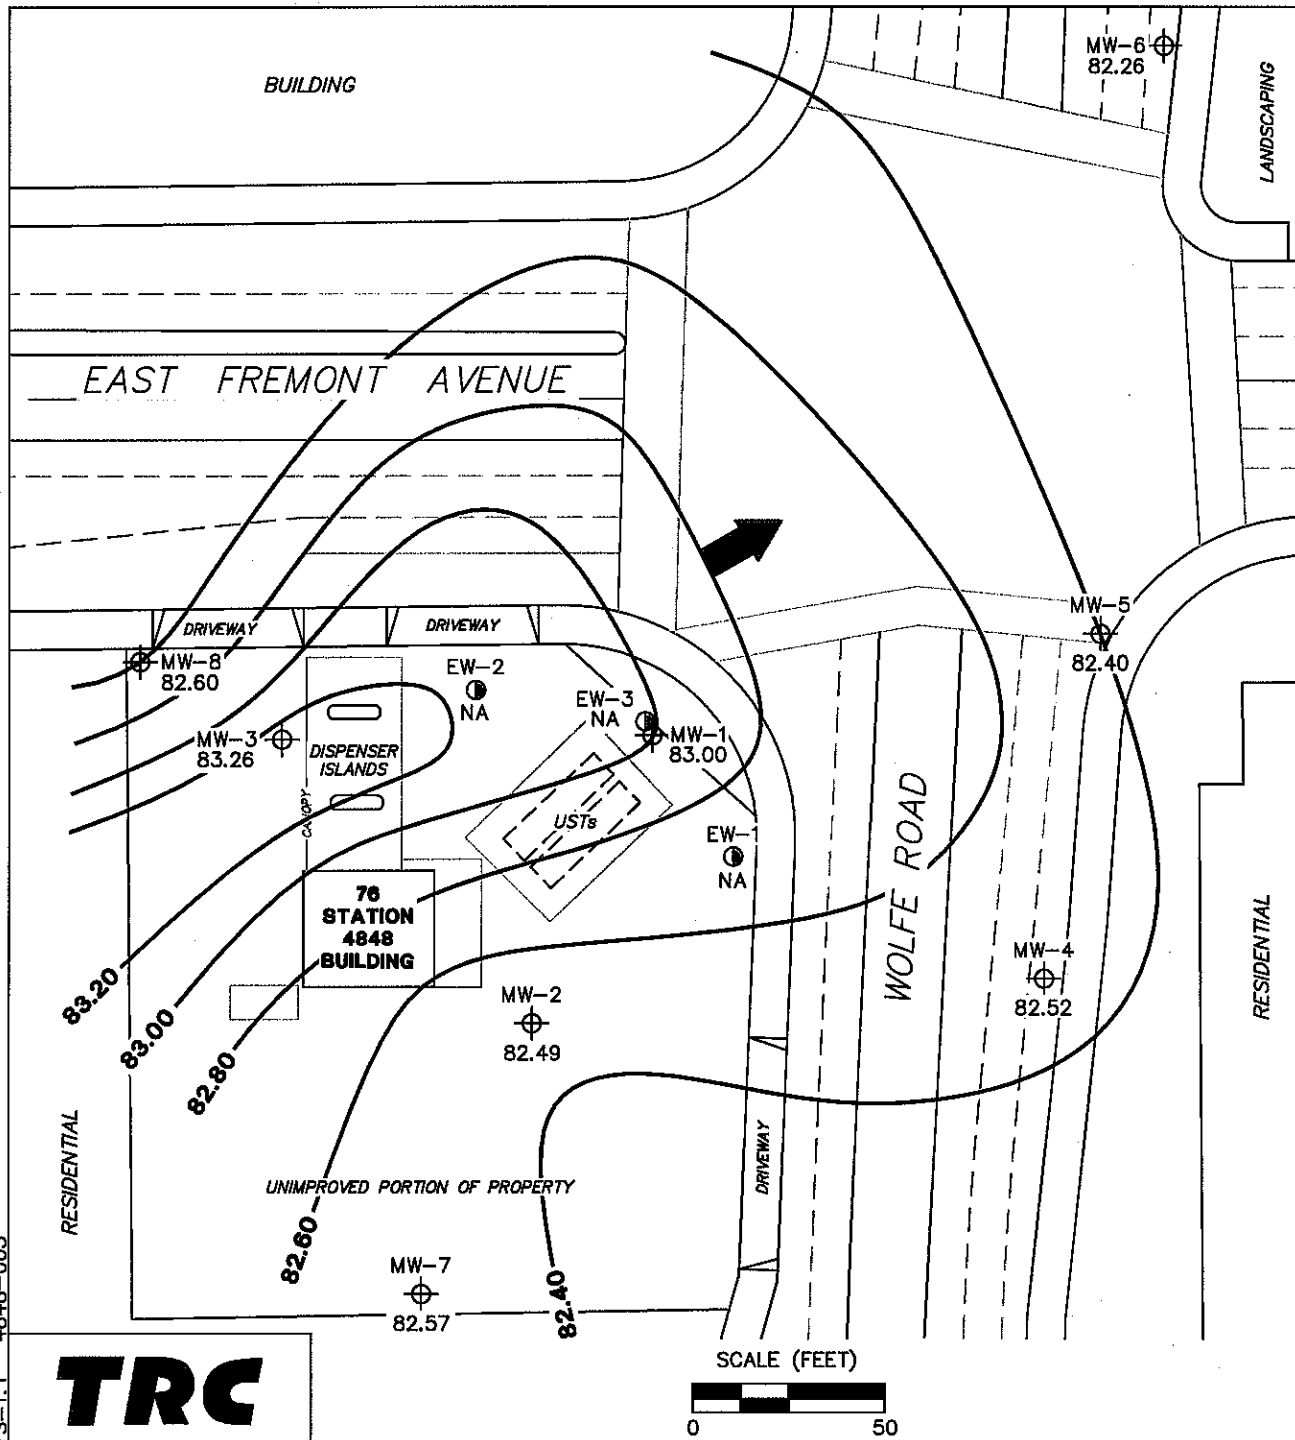 MW-6
82.26
BUILDING
LANDSCAPING
EAST FREMONT AVENUE
DRIVEWAY
DRIVEWAY
MW-5
82.40
MW-8
82.60
EW-2
NA
EW-3
NA
MW-1
83.00
MW-3
83.26
DISPENSER
ISLANDS
CANOPY
USTs
EW-1
NA
WOLFE ROAD
76
STATION
4848
BUILDING
MW-4
82.52
RESIDENTIAL
83.20
83.00
82.80
MW-2
82.49
RESIDENTIAL
DRIVEWAY
UNIMPROVED PORTION OF PROPERTY
82.60
82.40
MW-7
82.57
TRC
SCALE (FEET)
0 50